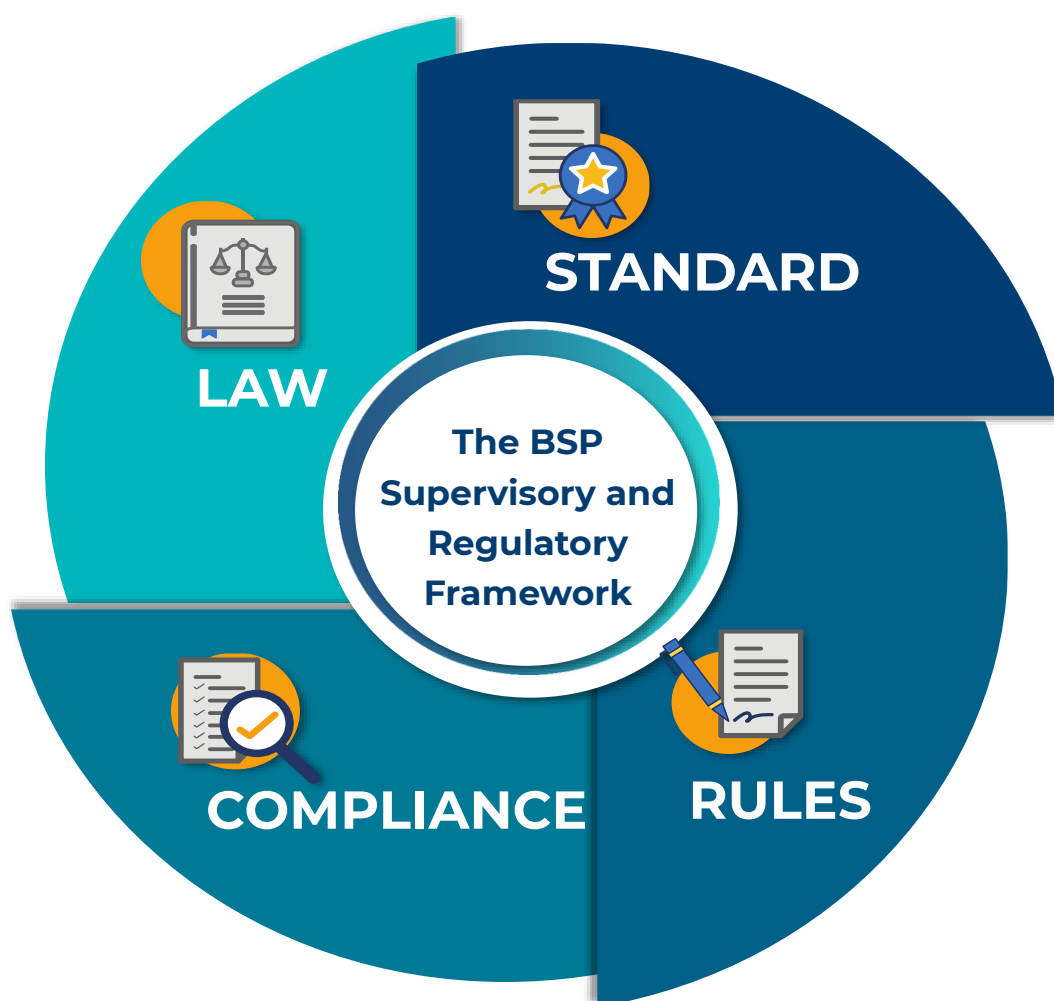 STANDARD
LAW
The BSP
Supervisory and
Regulatory
Framework
COMPLIANCE
RULES